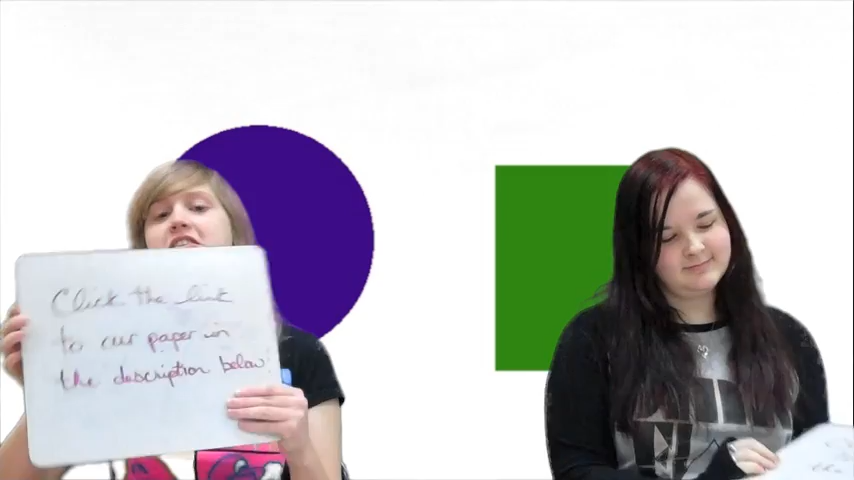 Click the link
to our paper in
the description below!